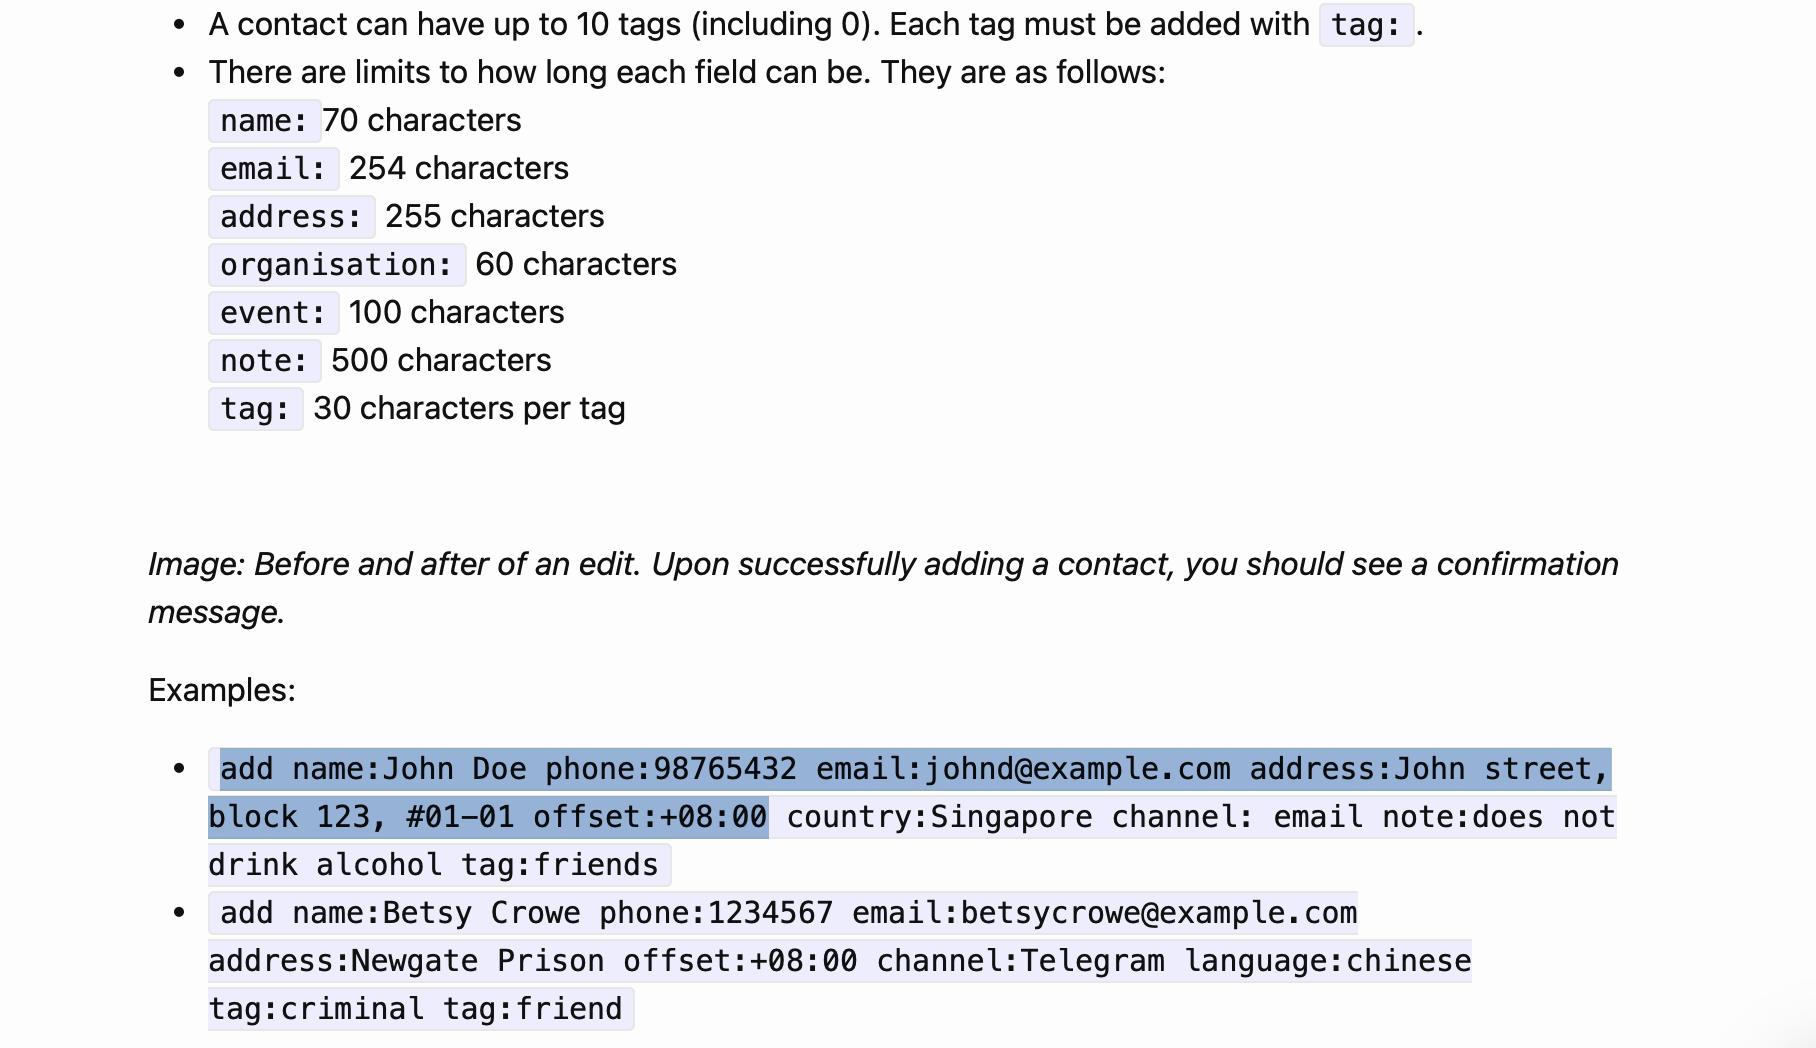 • A contact can have up to 10 tags (including 0). Each tag must be added with tag: .
• There are limits to how long each field can be. They are as follows:
name: 70 characters
email: 254 characters
address: 255 characters
organisation: 60 characters
event: 100 characters
note: 500 characters
tag: 30 characters per tag
Image: Before and after of an edit. Upon successfully adding a contact, you should see a confirmation
message.
Examples:
• add name:John Doe phone:98765432 email:johnd@example.com address:John street,
block 123, #01-01 offset:+08:00 country:Singapore channel: email note:does not
drink alcohol tag:friends
• add name:Betsy Crowe phone:1234567 email:betsycrowe@example.com
address:Newgate Prison offset:+08:00 channel:Telegram language:chinese
tag:criminal tag:friend